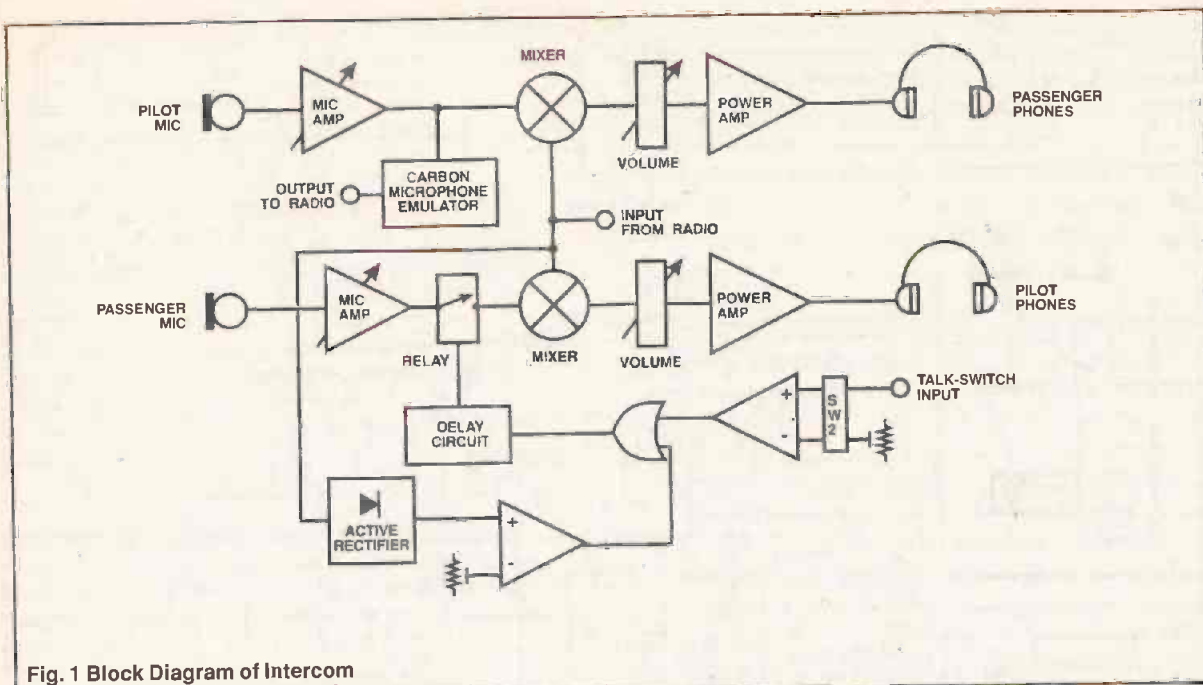 PILOT
MIC
MIC
AMP
MIXER
VOLUME
POWER
AMP
PASSENGER
PHONES
OUTPUT
TO RADIO
CARBON
MICROPHONE
EMULATOR
INPUT
FROM RADIO
PASSENGER
MIC
MIC
AMP
RELAY
MIXER
VOLUME
POWER
AMP
PILOT
PHONES
DELAY
CIRCUIT
+
-
SW2
TALK-SWITCH
INPUT
ACTIVE
RECTIFIER
+
-
Fig. 1 Block Diagram of Intercom